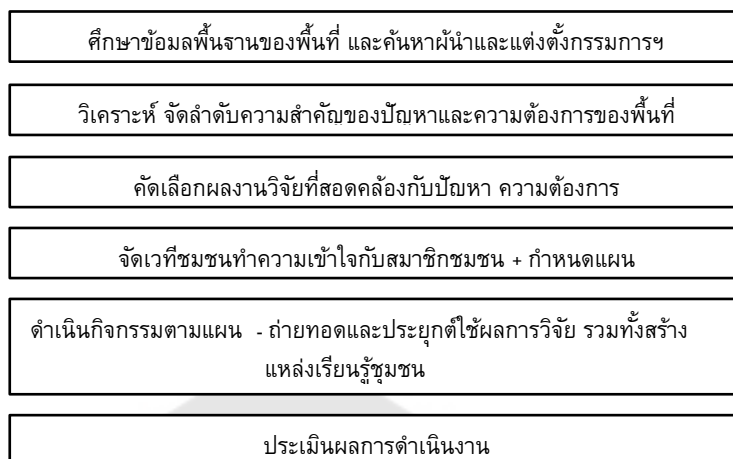 ศึกษาข้อมูลพื้นฐานของพื้นที่ และค้นหาผู้นำและแต่งตั้งกรรมการฯ
วิเคราะห์ จัดลำดับความสำคัญของปัญหาและความต้องการของพื้นที่
คัดเลือกผลงานวิจัยที่สอดคล้องกับปัญหา ความต้องการ
จัดเวทีชุมชนทำความเข้าใจกับสมาชิกชุมชน + กำหนดแผน
ดำเนินกิจกรรมตามแผน - ถ่ายทอดและประยุกต์ใช้ผลการวิจัย รวมทั้งสร้าง
แหล่งเรียนรู้ชุมชน
ประเมินผลการดำเนินงาน